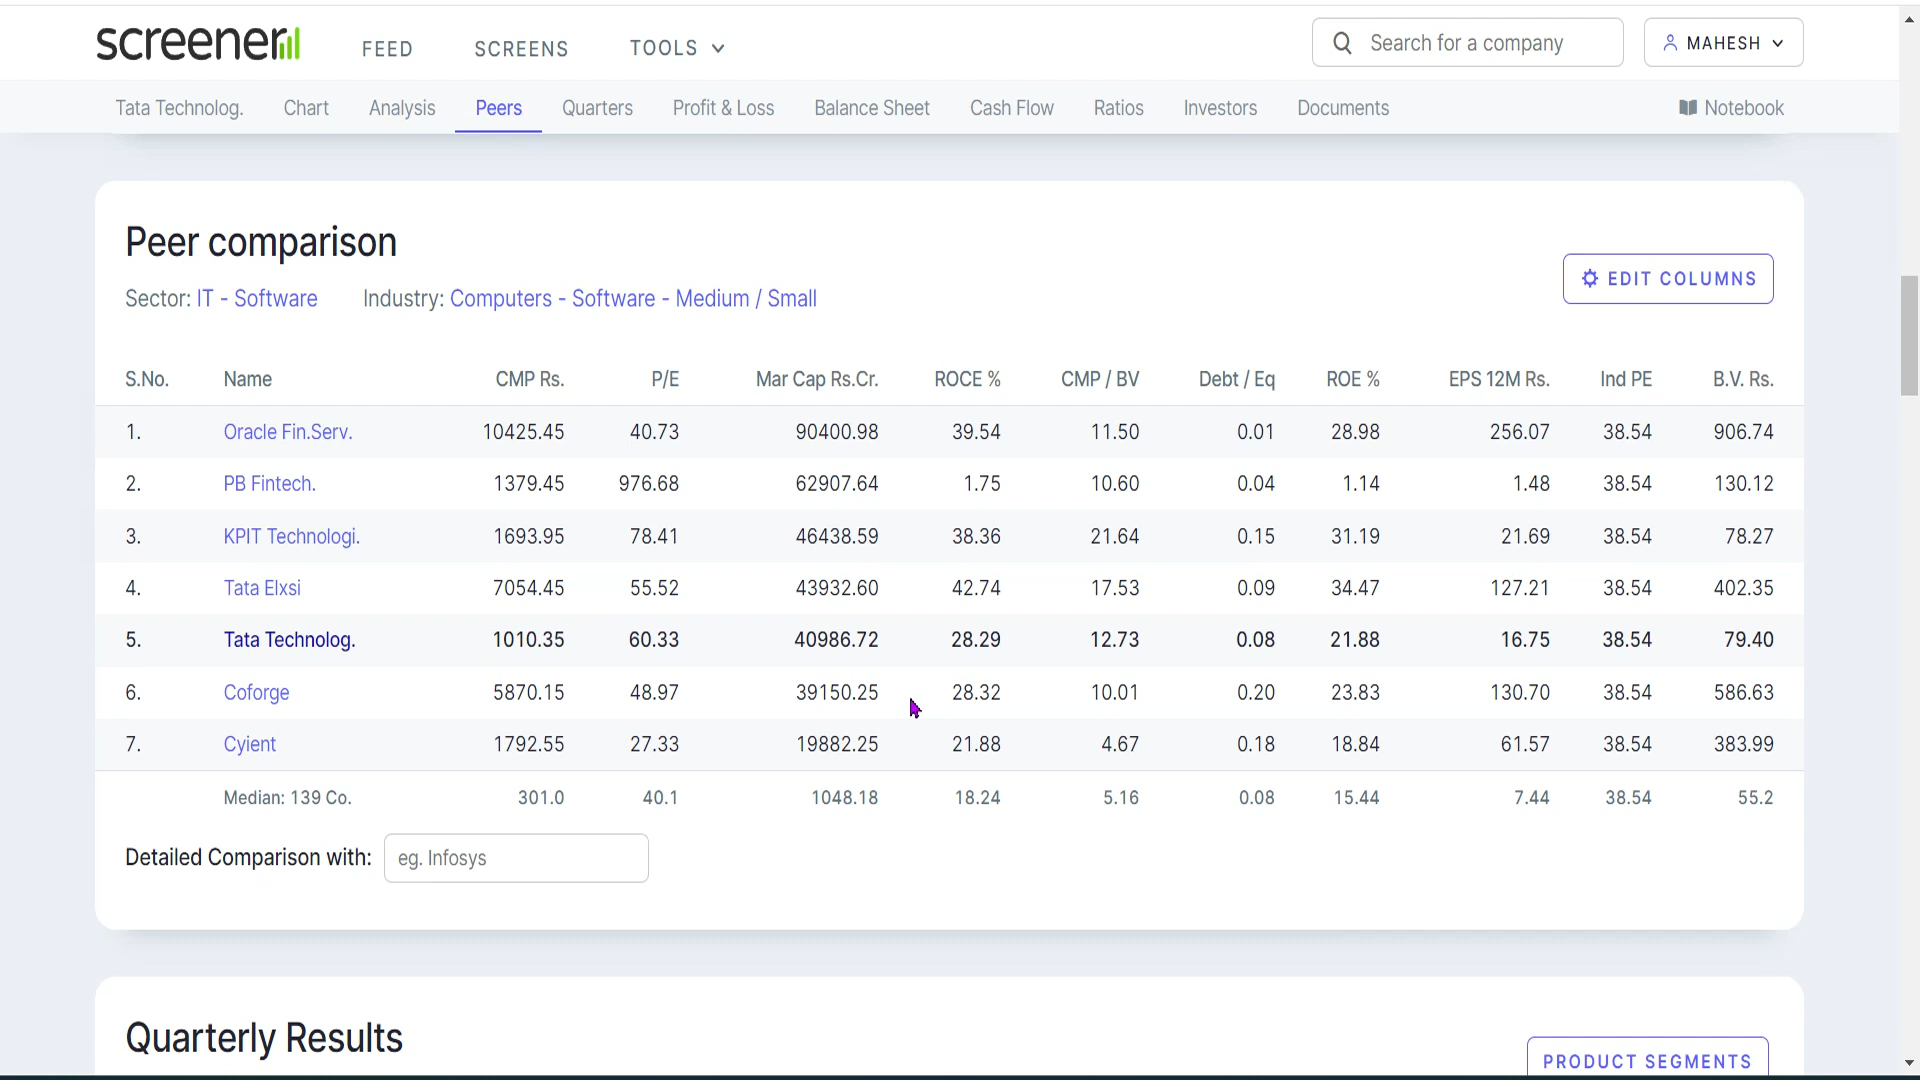 screener FEED SCREENS TOOLS Search for a company MAHESH
Tata Technolog. Chart Analysis Peers Quarters Profit & Loss Balance Sheet Cash Flow Ratios Investors Documents Notebook
Peer comparison
EDIT COLUMNS
Sector: IT - Software Industry: Computers - Software - Medium / Small
S.No. Name CMP Rs. P/E Mar Cap Rs.Cr. ROCE % CMP / BV Debt / Eq ROE % EPS 12M Rs. Ind PE B.V. Rs.
1. Oracle Fin.Serv. 10425.45 40.73 90400.98 39.54 11.50 0.01 28.98 256.07 38.54 906.74
2. PB Fintech. 1379.45 976.68 62907.64 1.75 10.60 0.04 1.14 1.48 38.54 130.12
3. KPIT Technologi. 1693.95 78.41 46438.59 38.36 21.64 0.15 31.19 21.69 38.54 78.27
4. Tata Elxsi 7054.45 55.52 43932.60 42.74 17.53 0.09 34.47 127.21 38.54 402.35
5. Tata Technolog. 1010.35 60.33 40986.72 28.29 12.73 0.08 21.88 16.75 38.54 79.40
6. Coforge 5870.15 48.97 39150.25 28.32 10.01 0.20 23.83 130.70 38.54 586.63
7. Cyient 1792.55 27.33 19882.25 21.88 4.67 0.18 18.84 61.57 38.54 383.99
Median: 139 Co. 301.0 40.1 1048.18 18.24 5.16 0.08 15.44 7.44 38.54 55.2
Detailed Comparison with: eg. Infosys
Quarterly Results
PRODUCT SEGMENTS